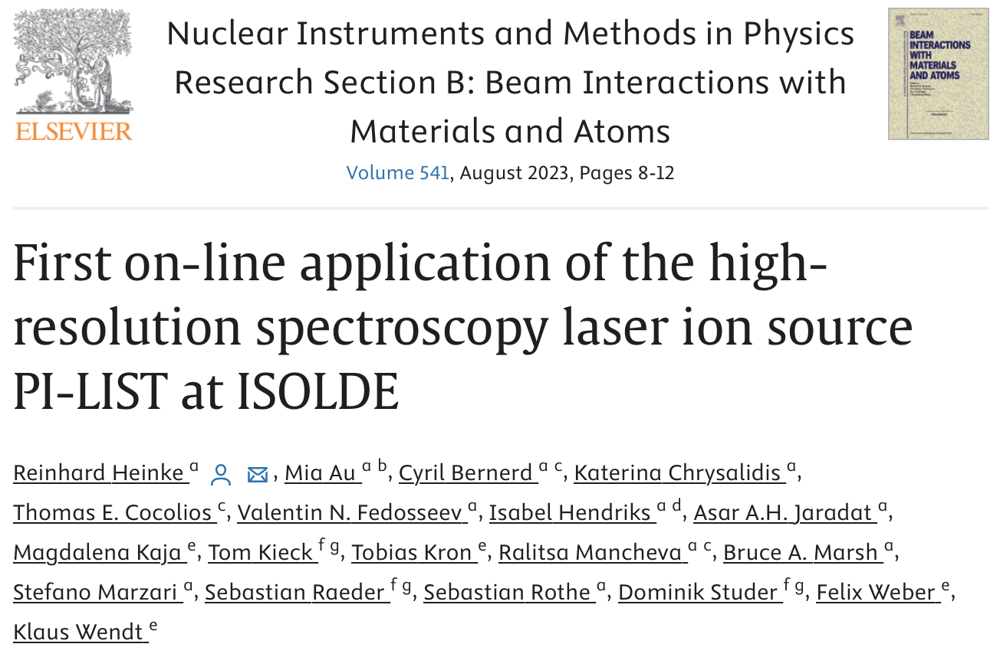 Nuclear Instruments and Methods in Physics
Research Section B: Beam Interactions with
Materials and Atoms
Volume 541, August 2023, Pages 8-12
NON SOLUS
ELSEVIER
BEAM
INTERACTIONS
WITH
MATERIALS
AND ATOMS
First on-line application of the high-
resolution spectroscopy laser ion source
PI-LIST at ISOLDE
Reinhard Heinke a, Mia Au a b, Cyril Bernerd a c, Katerina Chrysalidis a,
Thomas E. Cocolios c, Valentin N. Fedosseev a, Isabel Hendriks a d, Asar A.H. Jaradat a,
Magdalena Kaja e, Tom Kieck f g, Tobias Kron e, Ralitsa Mancheva a c, Bruce A. Marsh a,
Stefano Marzari a, Sebastian Raeder f g, Sebastian Rothe a, Dominik Studer f g, Felix Weber e,
Klaus Wendt e